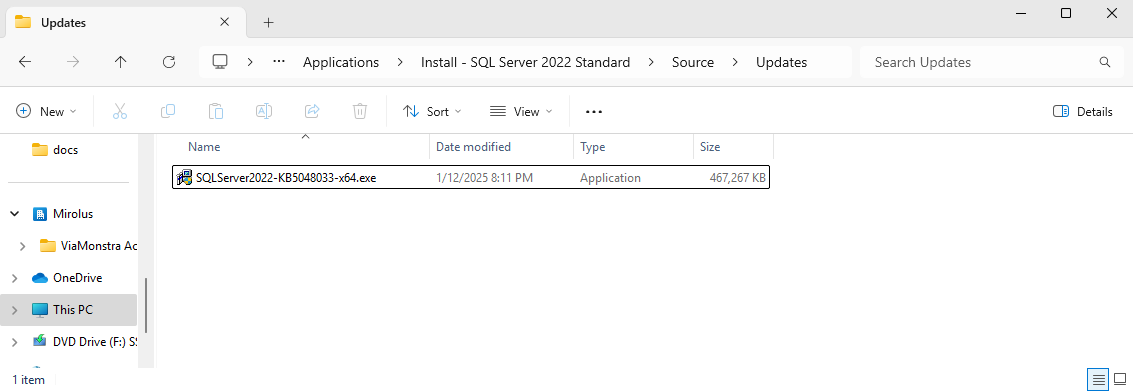 Updates
Applications Install - SQL Server 2022 Standard Source Updates Search Updates
New Sort View Details
docs
Name Date modified Type Size
SQLServer2022-KB5048033-x64.exe 1/12/2025 8:11 PM Application 467,267 KB
Mirolus
ViaMonstra Ac
OneDrive
This PC
DVD Drive (F:) S
1 item